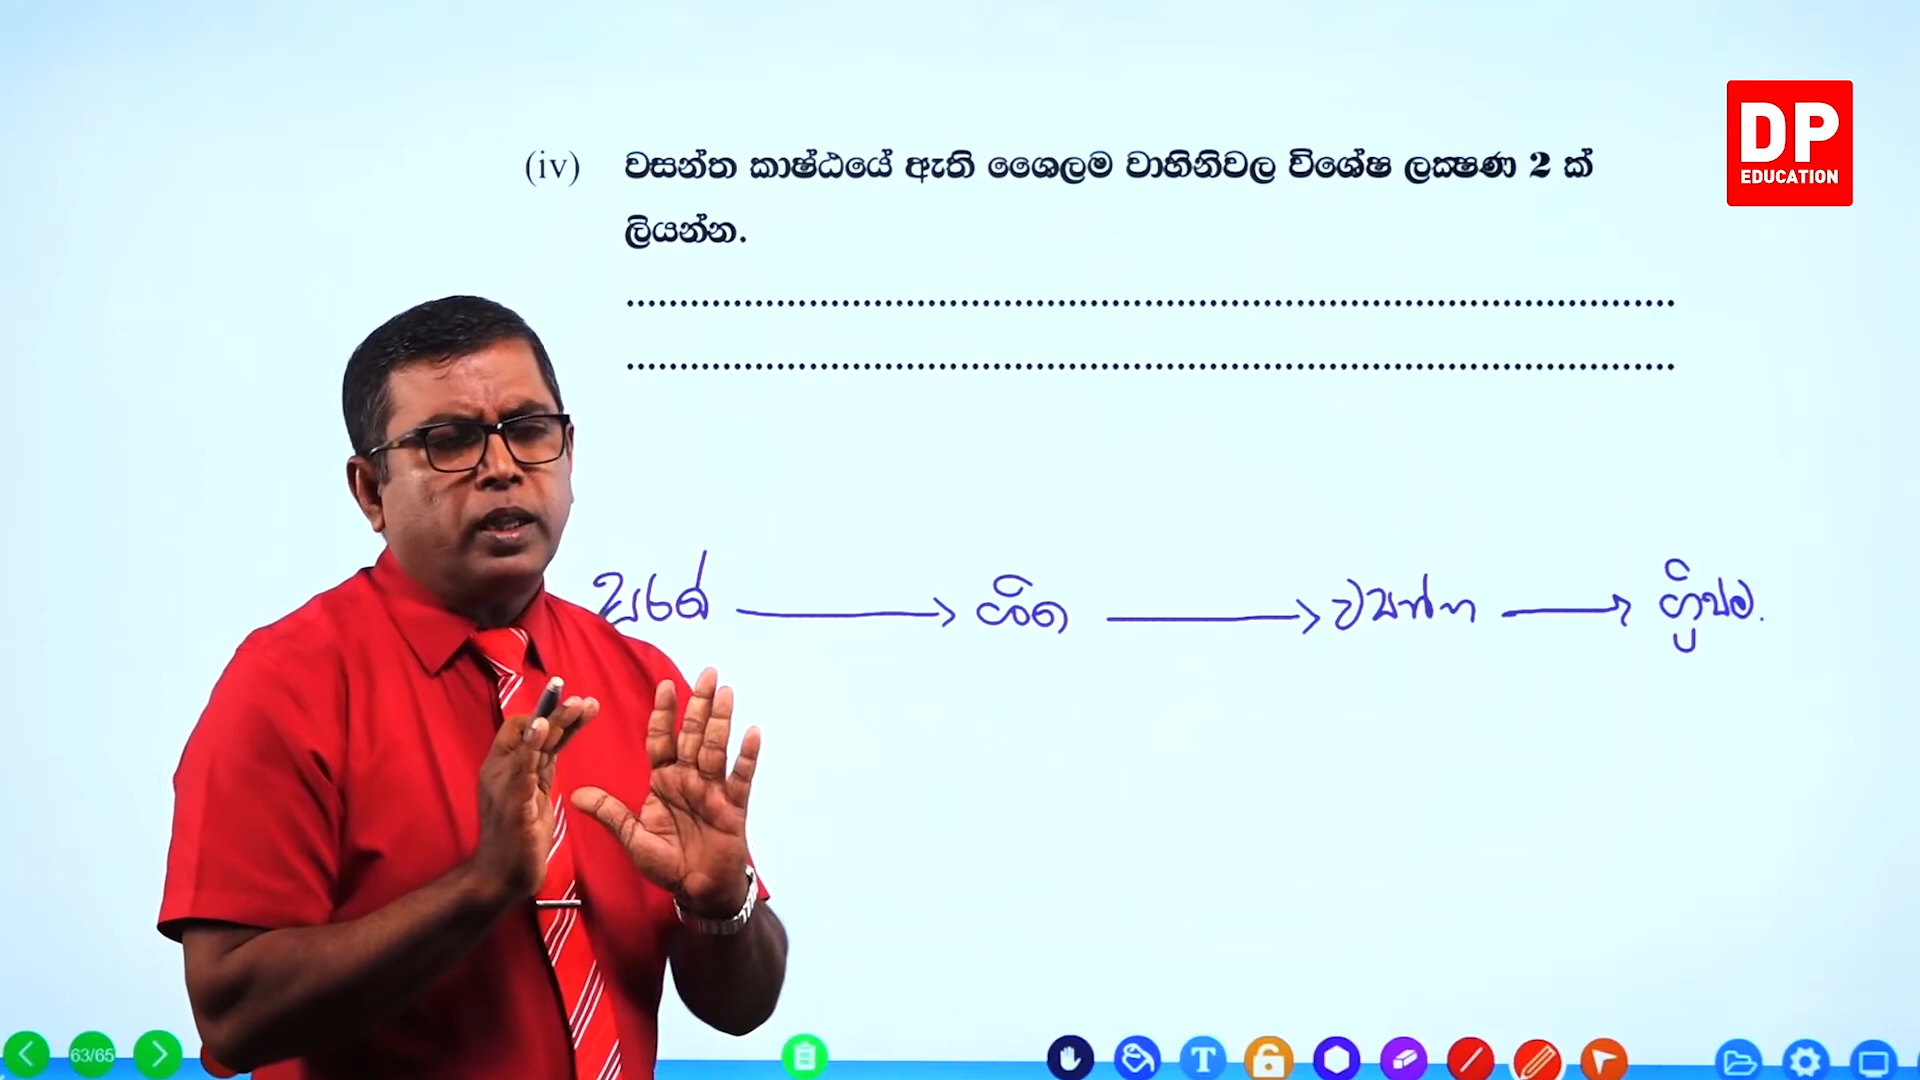 DP
EDUCATION
(iv) වසන්ත කාෂ්ඨයේ ඇති ශෛලම වාහිනිවල විශේෂ ලක්‍ෂණ 2 ක්
ලියන්න.
සරත් → ශීත → වසන්ත → ග්‍රීෂ්ම.
63/65
T